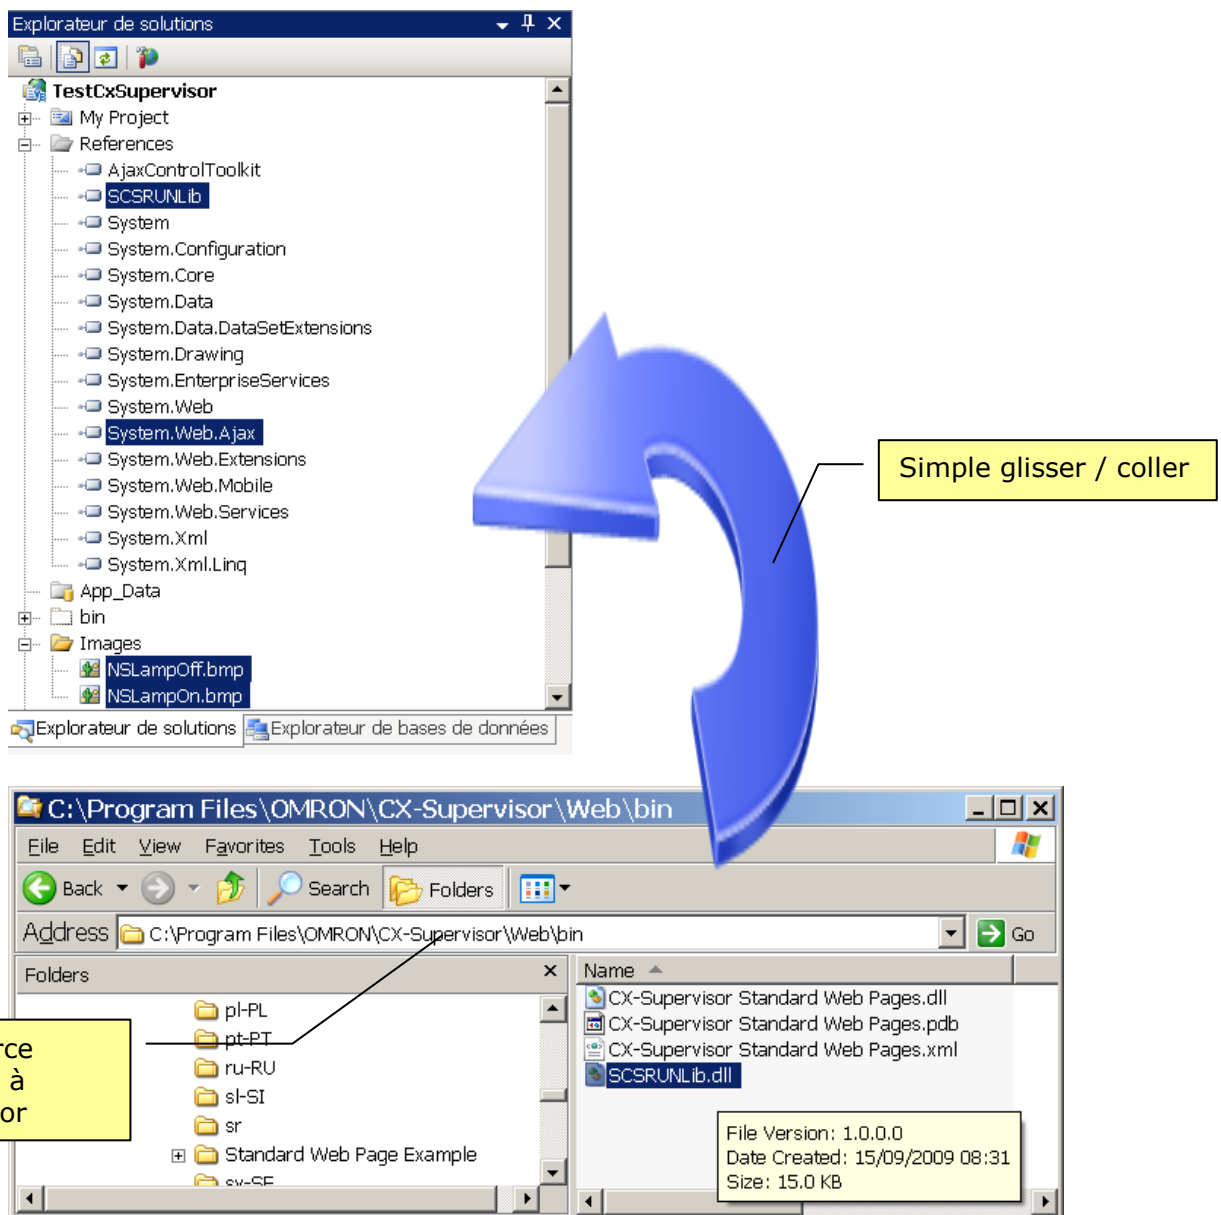 Explorateur de solutions
TestCxSupervisor
My Project
References
AjaxControlToolkit
SCSRUNLib
System
System.Configuration
System.Core
System.Data
System.Data.DataSetExtensions
System.Drawing
System.EnterpriseServices
System.Web
System.Web.Ajax
System.Web.Extensions
System.Web.Mobile
System.Web.Services
System.Xml
System.Xml.Linq
App_Data
bin
Images
NSLampOff.bmp
NSLampOn.bmp
Explorateur de solutions Explorateur de bases de données
Simple glisser / coller
C:\Program Files\OMRON\CX-Supervisor\Web\bin
File Edit View Favorites Tools Help
Back Search Folders
Address C:\Program Files\OMRON\CX-Supervisor\Web\bin Go
Folders
pl-PL
pt-PT
ru-RU
sl-SI
sr
Standard Web Page Example
sv-SE
à
Name
CX-Supervisor Standard Web Pages.dll
CX-Supervisor Standard Web Pages.pdb
CX-Supervisor Standard Web Pages.xml
SCSRUNLib.dll
File Version: 1.0.0.0
Date Created: 15/09/2009 08:31
Size: 15.0 KB